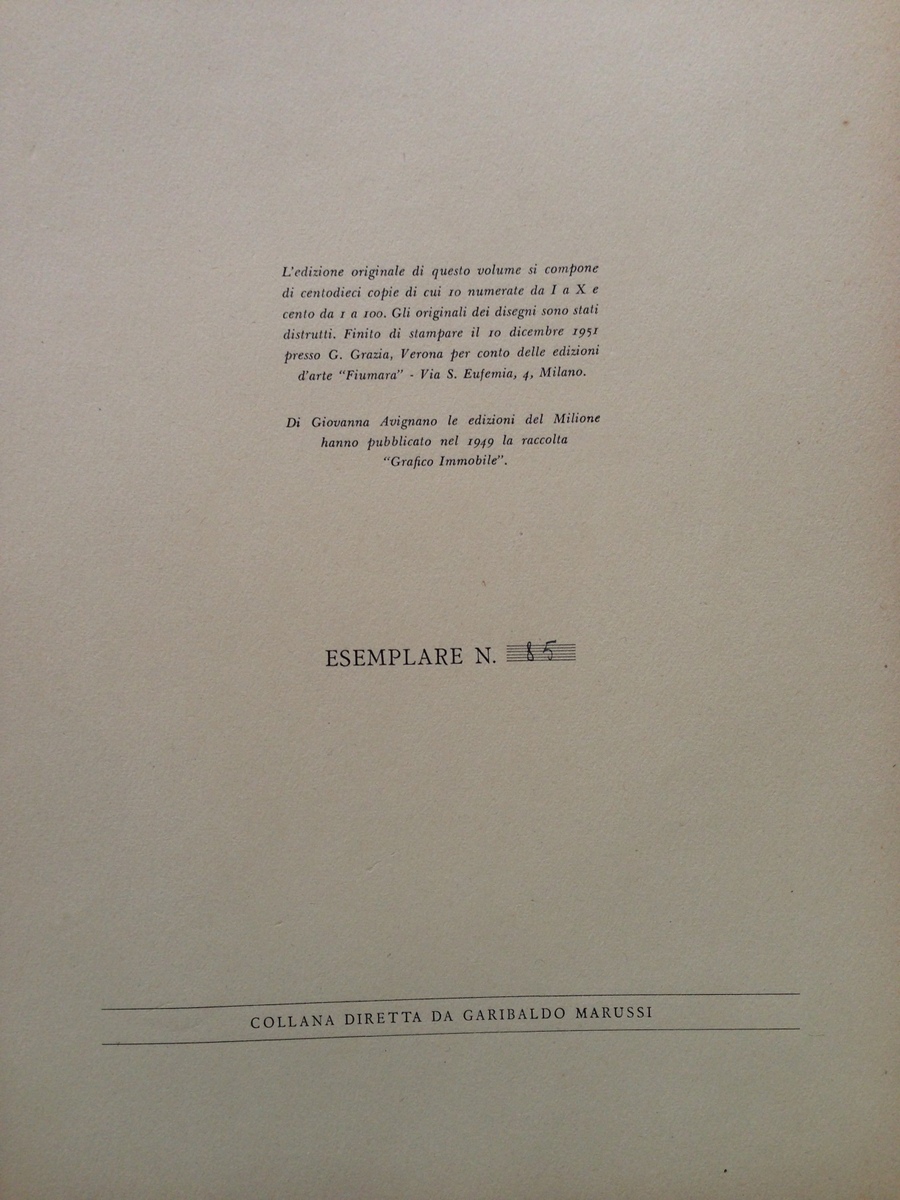 L'edizione originale di questo volume si compone
di centodieci copie di cui 10 numerate da I a X e
cento da 1 a 100. Gli originali dei disegni sono stati
distrutti. Finito di stampare il 10 dicembre 1951
presso G. Grazia, Verona per conto delle edizioni
d'arte “Fiumara” - Via S. Eufemia, 4, Milano.
Di Giovanna Avignano le edizioni del Milione
hanno pubblicato nel 1949 la raccolta
“Grafico Immobile”.
ESEMPLARE N. 85
COLLANA DIRETTA DA GARIBALDO MARUSSI